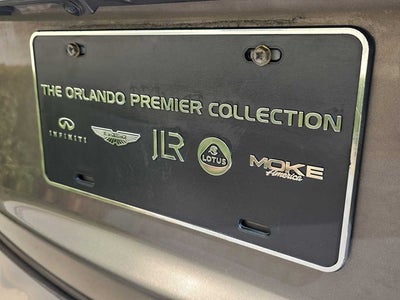 THE ORLANDO PREMIER COLLECTION
INFINITI
JLR
LOTUS
MOKE
America